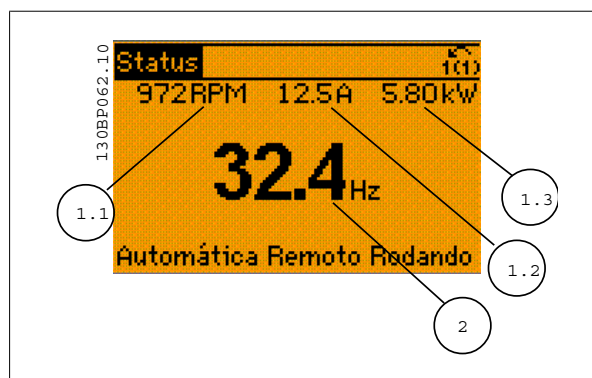 130BP062.10
Status
1(1)
972RPM 12.5A 5.80kW
32.4Hz
Automática Remoto Rodando
1.1
1.3
1.2
2